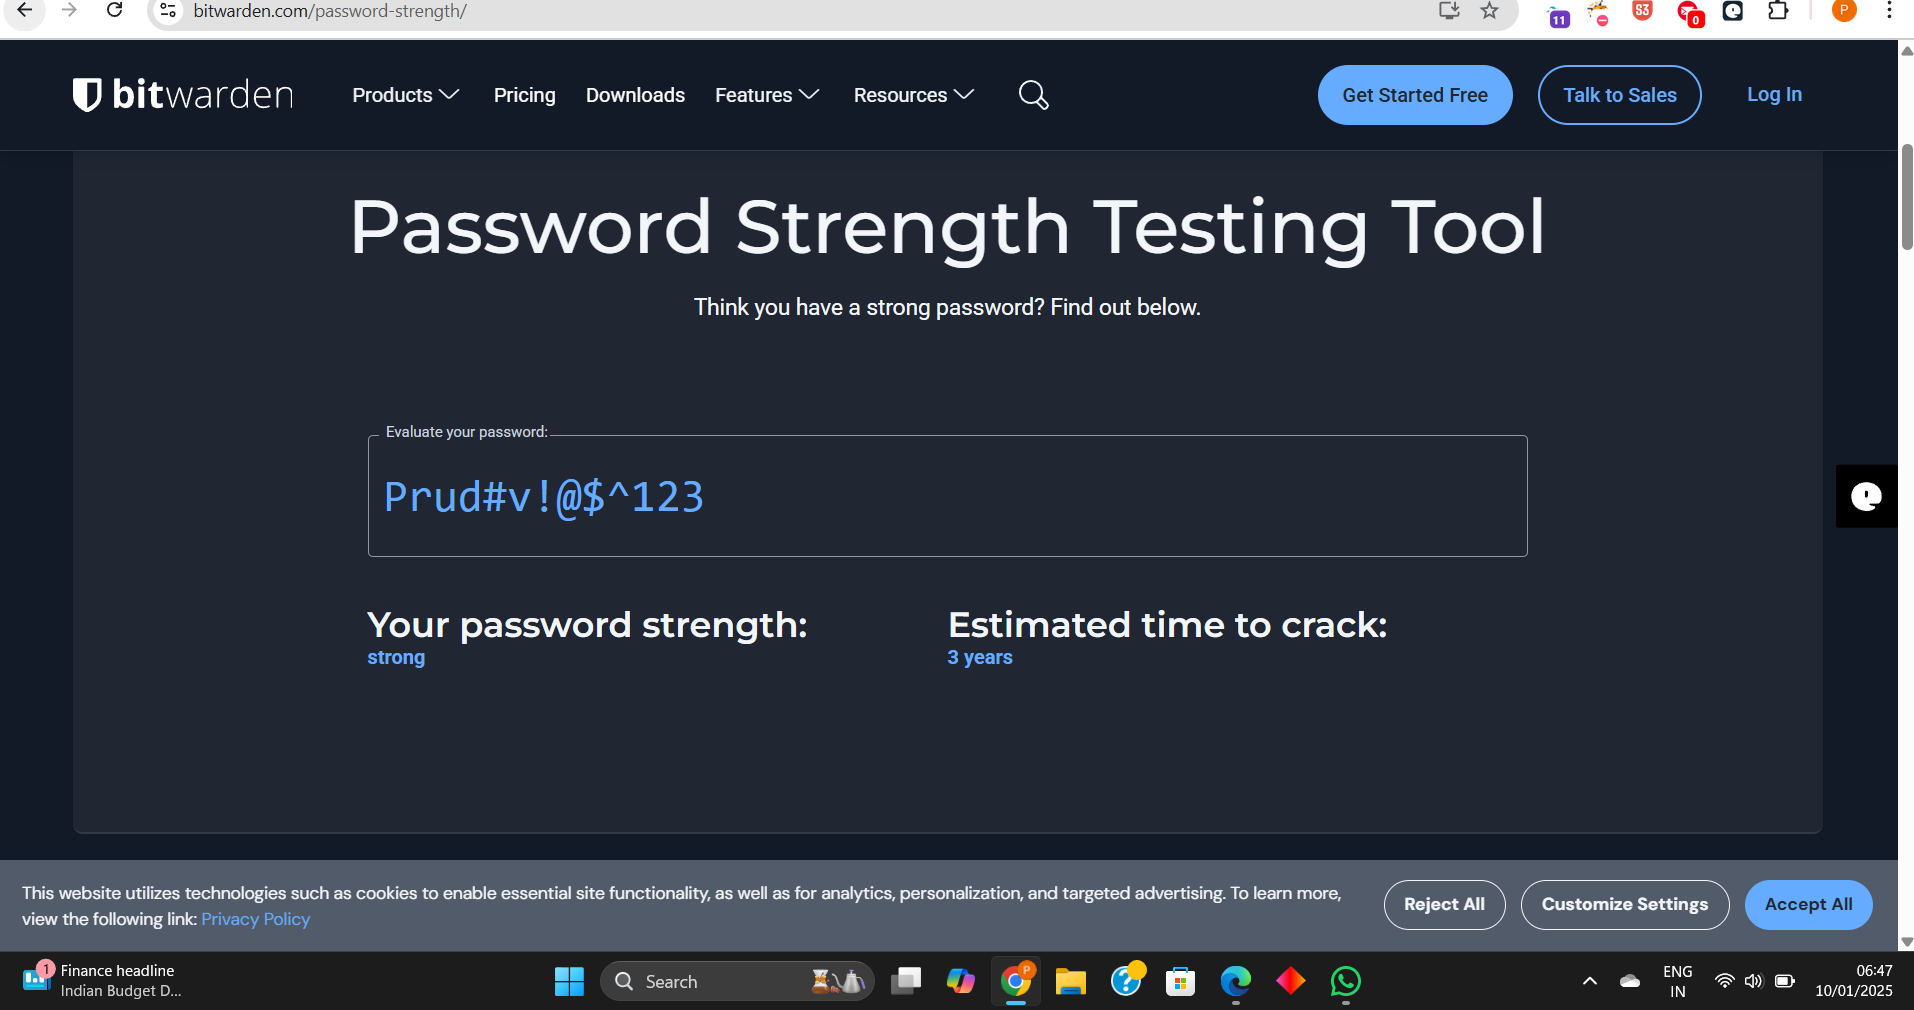 bitwarden.com/password-strength/
11
S3
0
P
bitwarden
Products
Pricing
Downloads
Features
Resources
Get Started Free
Talk to Sales
Log In
Password Strength Testing Tool
Think you have a strong password? Find out below.
Evaluate your password:
Prud#v!@$^123
Your password strength:
strong
Estimated time to crack:
3 years
This website utilizes technologies such as cookies to enable essential site functionality, as well as for analytics, personalization, and targeted advertising. To learn more,
view the following link: Privacy Policy
Reject All
Customize Settings
Accept All
1
Finance headline
Indian Budget D...
Search
P
ENG
IN
06:47
10/01/2025